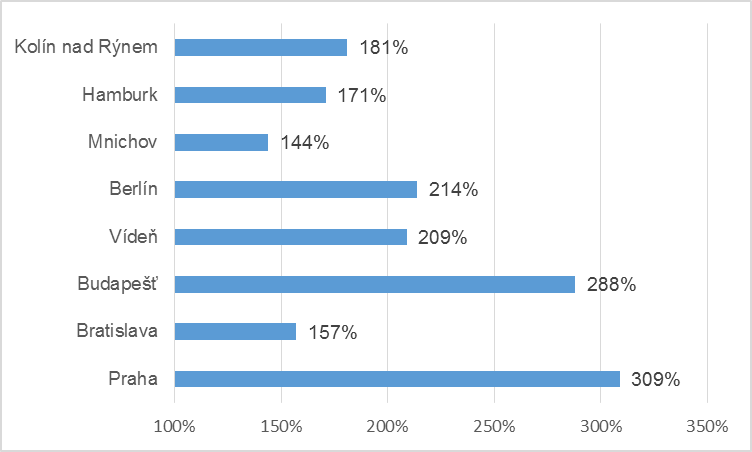 Kolín nad Rýnem 181%
Hamburk 171%
Mnichov 144%
Berlín 214%
Vídeň 209%
Budapešť 288%
Bratislava 157%
Praha 309%
100% 150% 200% 250% 300% 350%